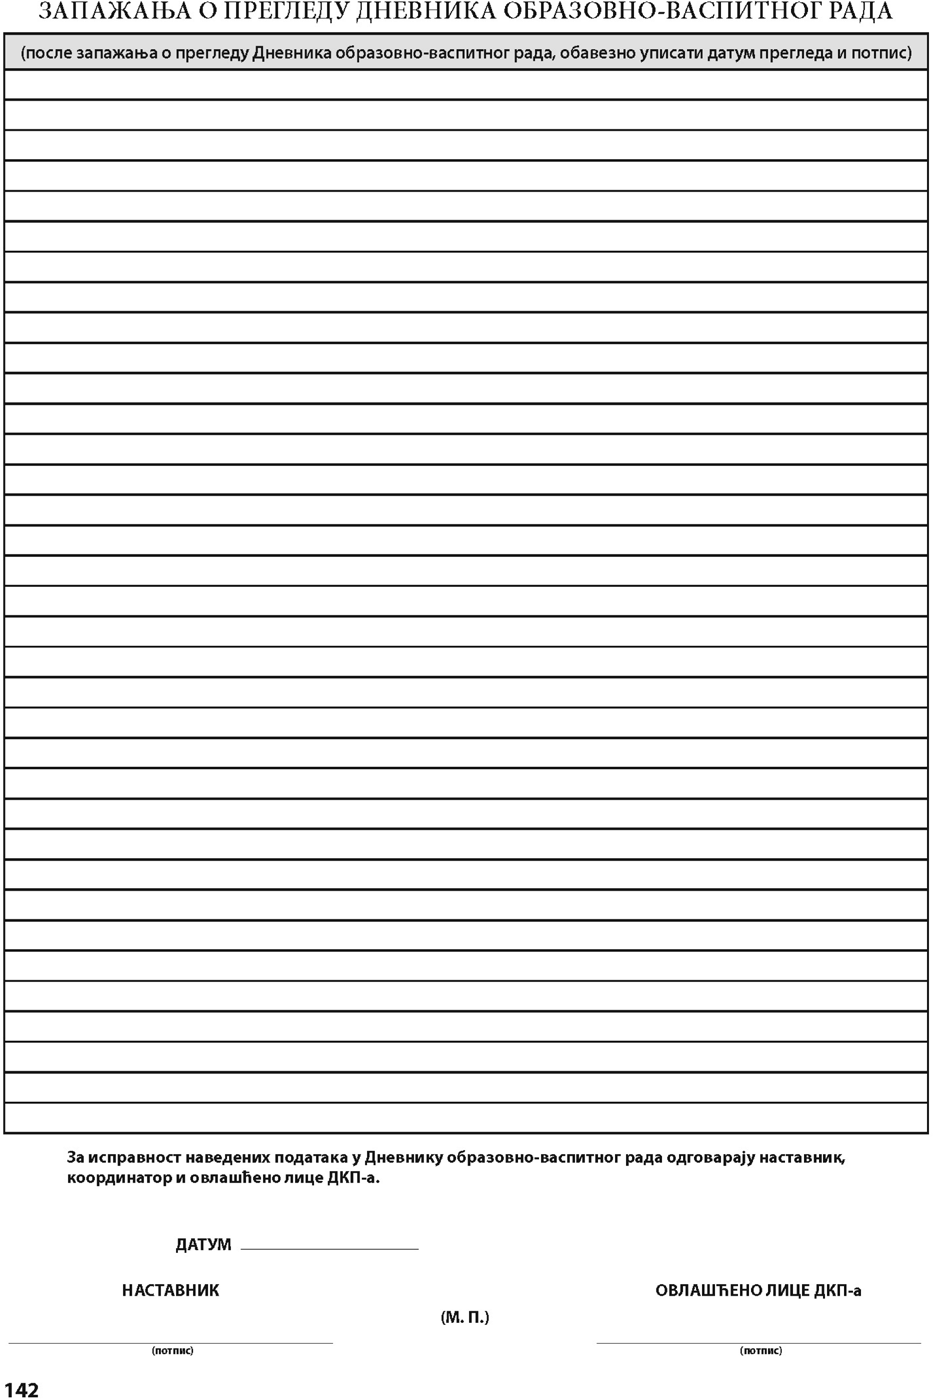 ЗАПАЖАЊА О ПРЕГЛЕДУ ДНЕВНИКА ОБРАЗОВНО-ВАСПИТНОГ РАДА
(после запажања о прегледу Дневника образовно-васпитног рада, обавезно уписати датум прегледа и потпис)
За исправност наведених података у Дневнику образовно-васпитног рада одговарају наставник,
координатор и овлашћено лице ДКП-а.
ДАТУМ
НАСТАВНИК
ОВЛАШЋЕНО ЛИЦЕ ДКП-а
(М. П.)
(потпис)
(потпис)
142